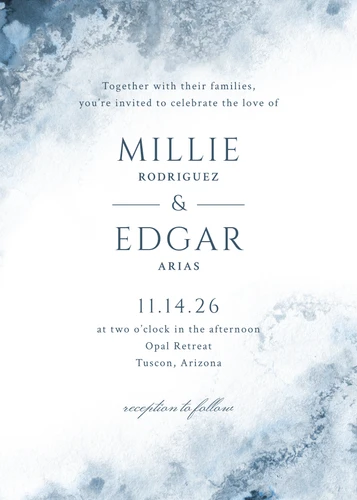 Together with their families,
you're invited to celebrate the love of
MILLIE
RODRIGUEZ
&
EDGAR
ARIAS
11.14.26
at two o'clock in the afternoon
Opal Retreat
Tuscon, Arizona
reception to follow